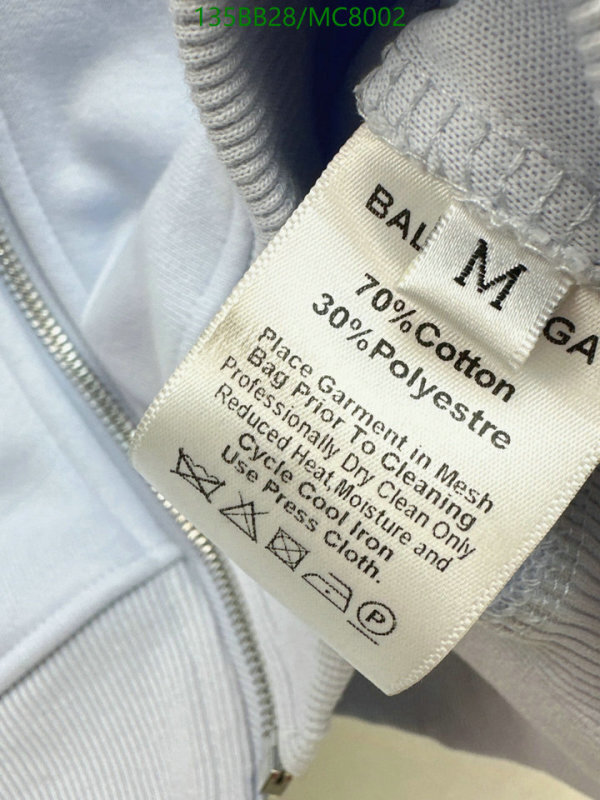 135BB28/MC8002
BAL
M
GA
70%Cotton
30%Polyestre
Place Garment in Mesh
Bag Prior To Cleaning
Professionally Dry Clean Only
Reduced Heat,Moisture and
Cycle Cool Iron
Use Press Cloth.
P